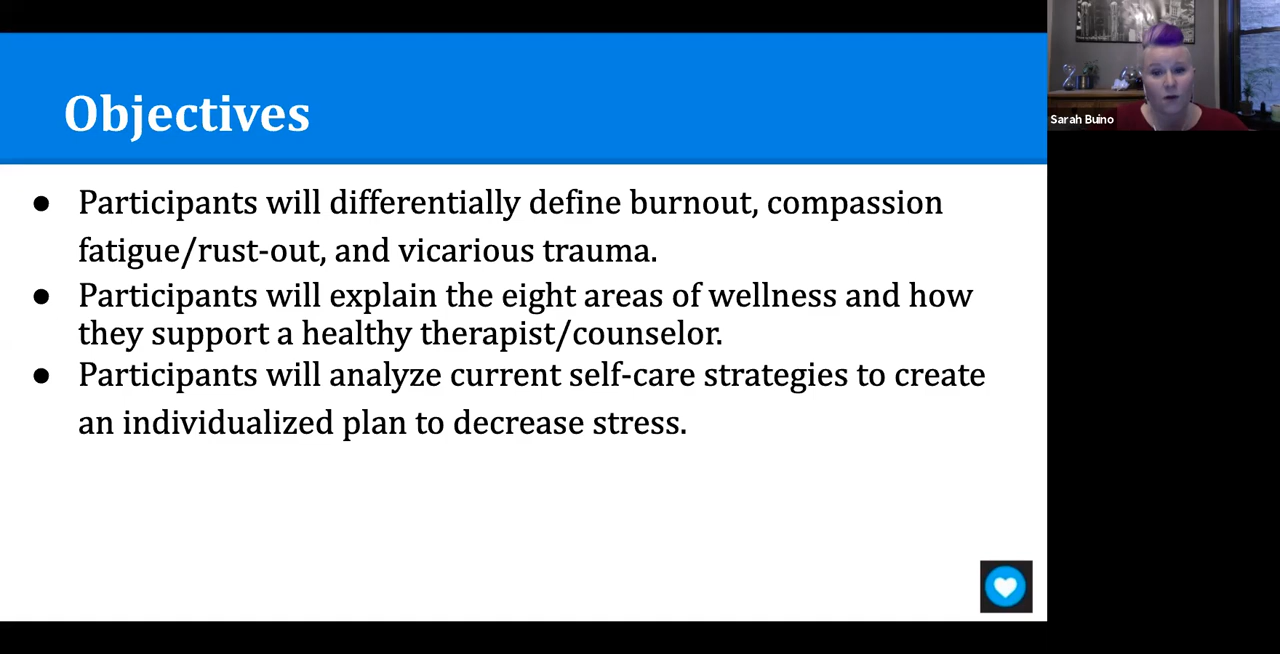 Objectives
● Participants will differentially define burnout, compassion
fatigue/rust-out, and vicarious trauma.
● Participants will explain the eight areas of wellness and how
they support a healthy therapist/counselor.
● Participants will analyze current self-care strategies to create
an individualized plan to decrease stress.
Sarah Buino